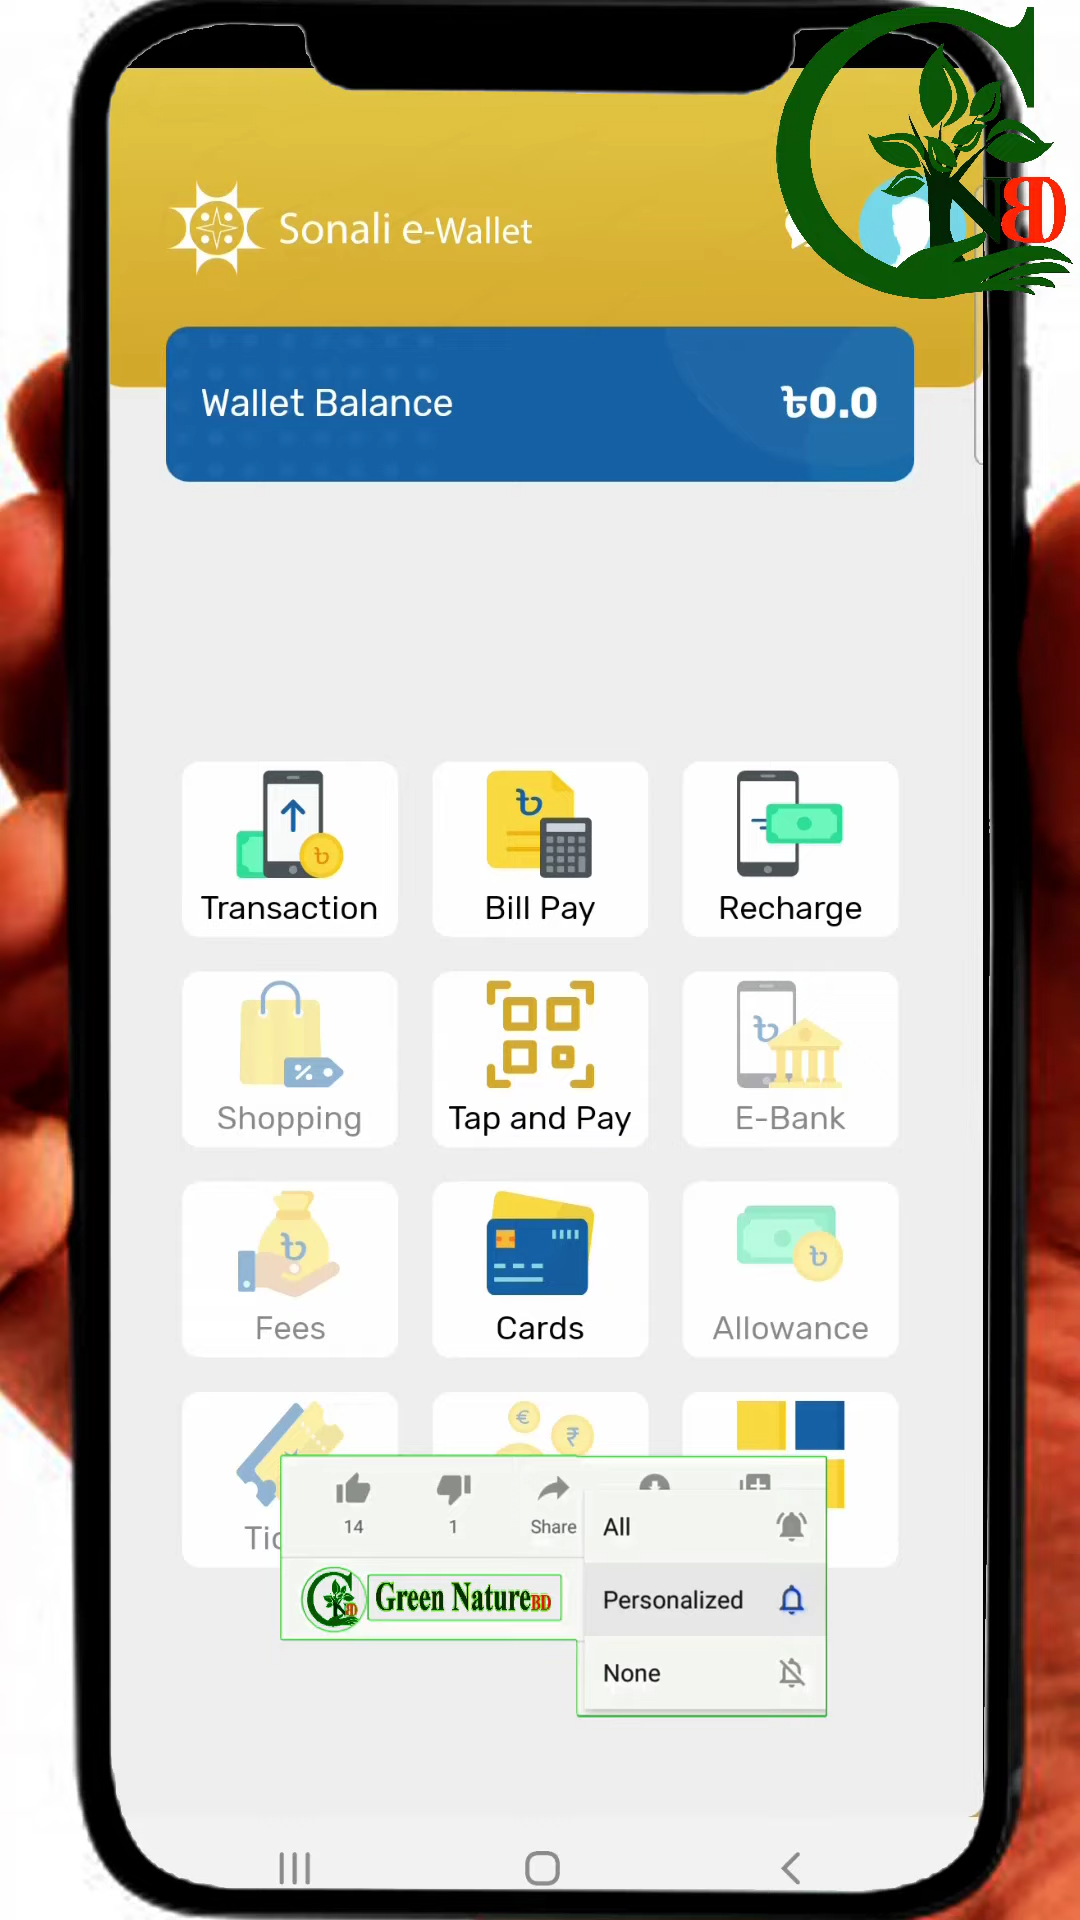 Sonali e-Wallet
NBD
Wallet Balance
৳0.0
Transaction
Bill Pay
Recharge
Shopping
Tap and Pay
E-Bank
Fees
Cards
Allowance
14
1
Share
All
Green NatureBD
Personalized
None